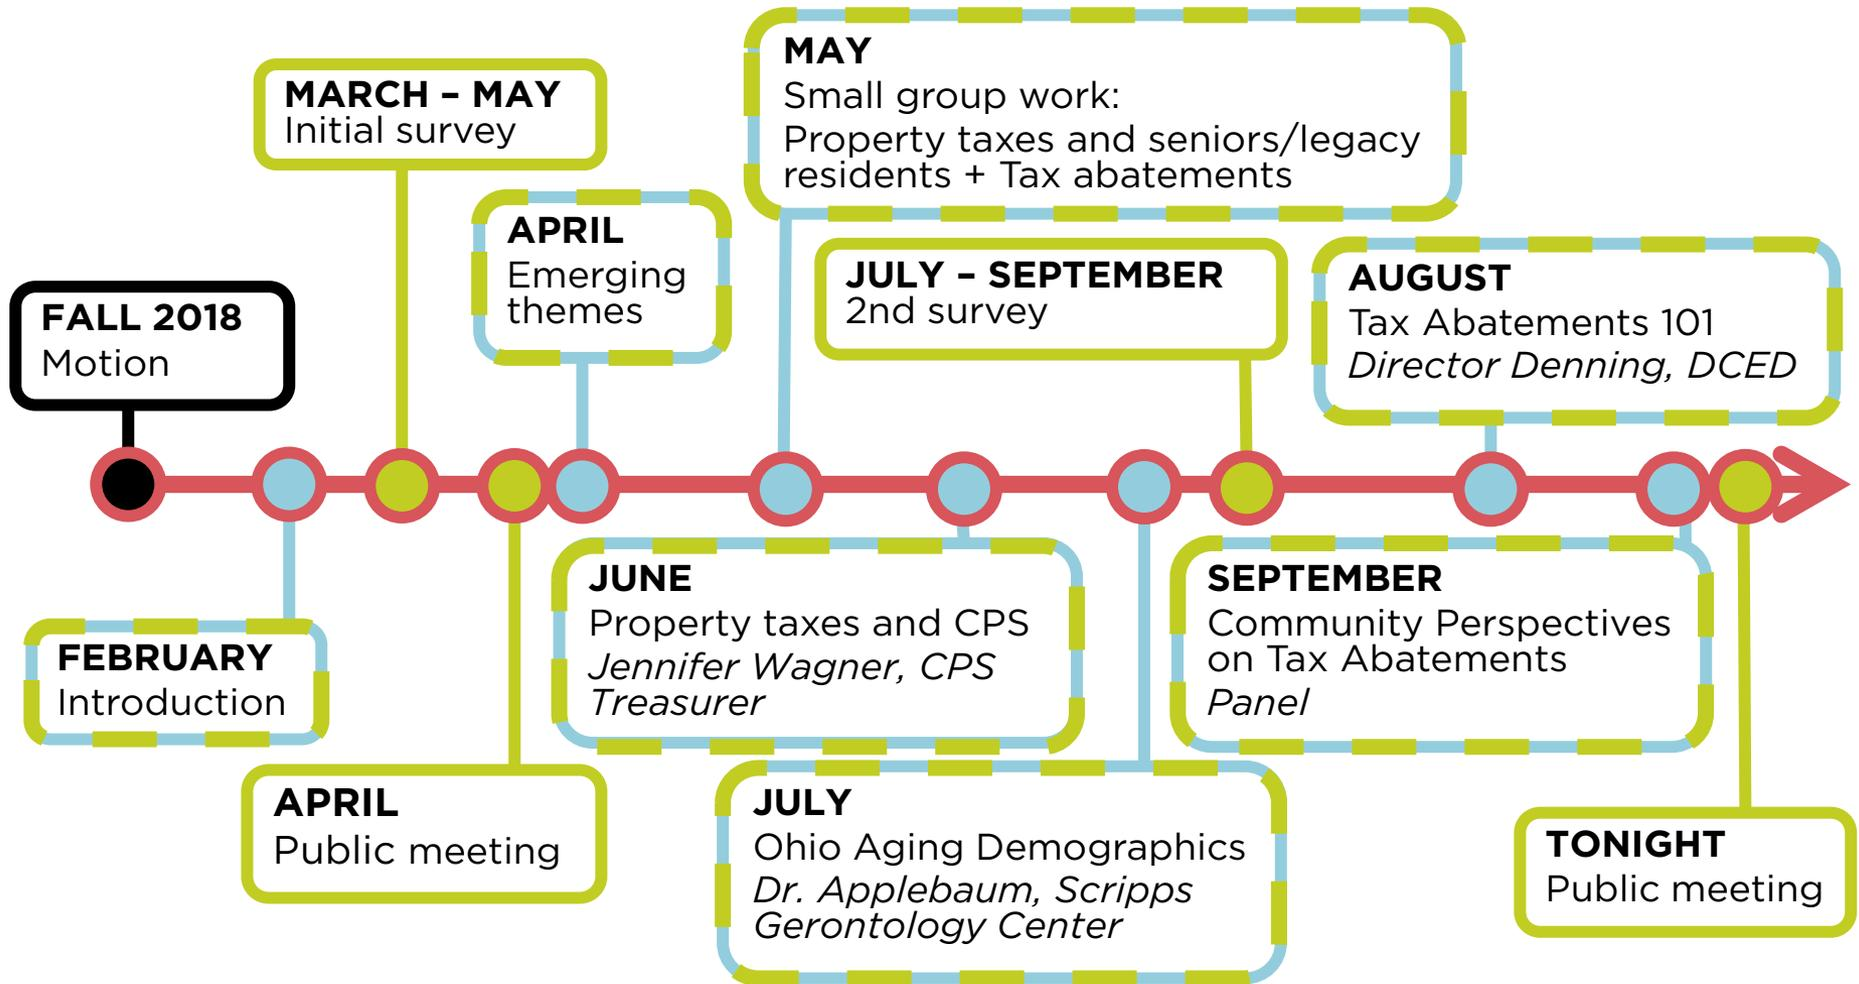 FALL 2018
Motion
FEBRUARY
Introduction
MARCH – MAY
Initial survey
APRIL
Public meeting
APRIL
Emerging
themes
MAY
Small group work:
Property taxes and seniors/legacy
residents + Tax abatements
JUNE
Property taxes and CPS
Jennifer Wagner, CPS
Treasurer
JULY
Ohio Aging Demographics
Dr. Applebaum, Scripps
Gerontology Center
JULY – SEPTEMBER
2nd survey
AUGUST
Tax Abatements 101
Director Denning, DCED
SEPTEMBER
Community Perspectives
on Tax Abatements
Panel
TONIGHT
Public meeting